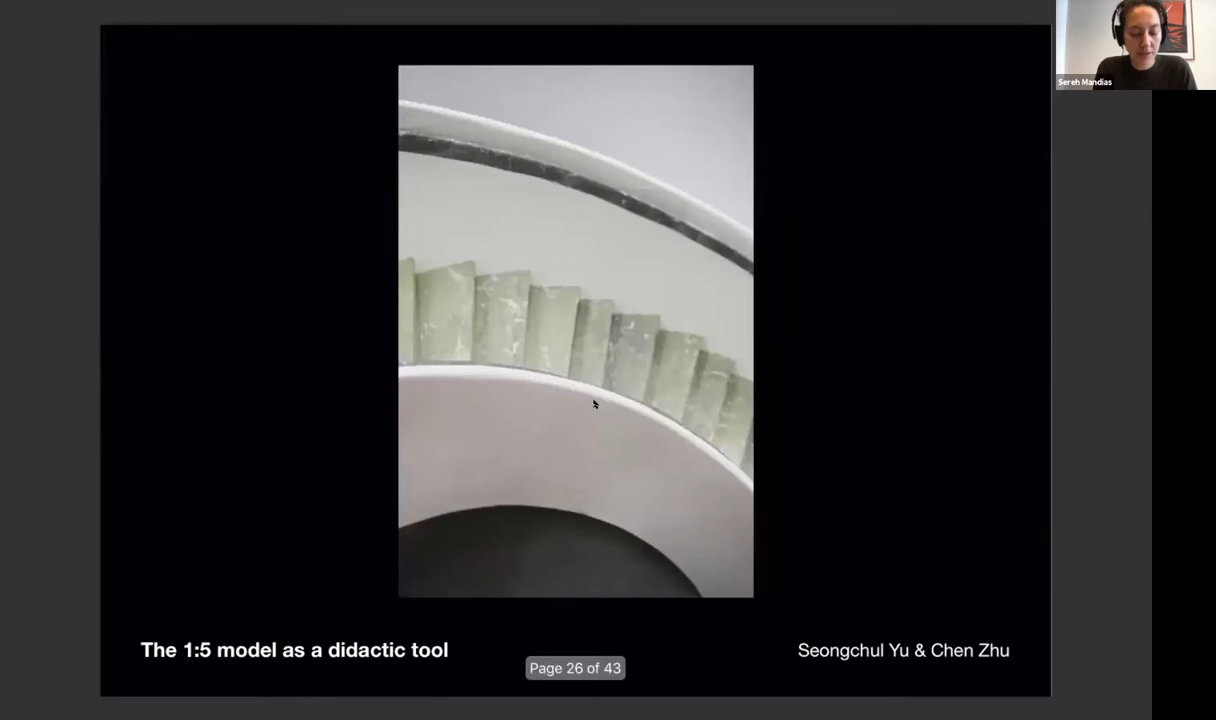 Sereh Mandias
The 1:5 model as a didactic tool
Seongchul Yu & Chen Zhu
Page 26 of 43